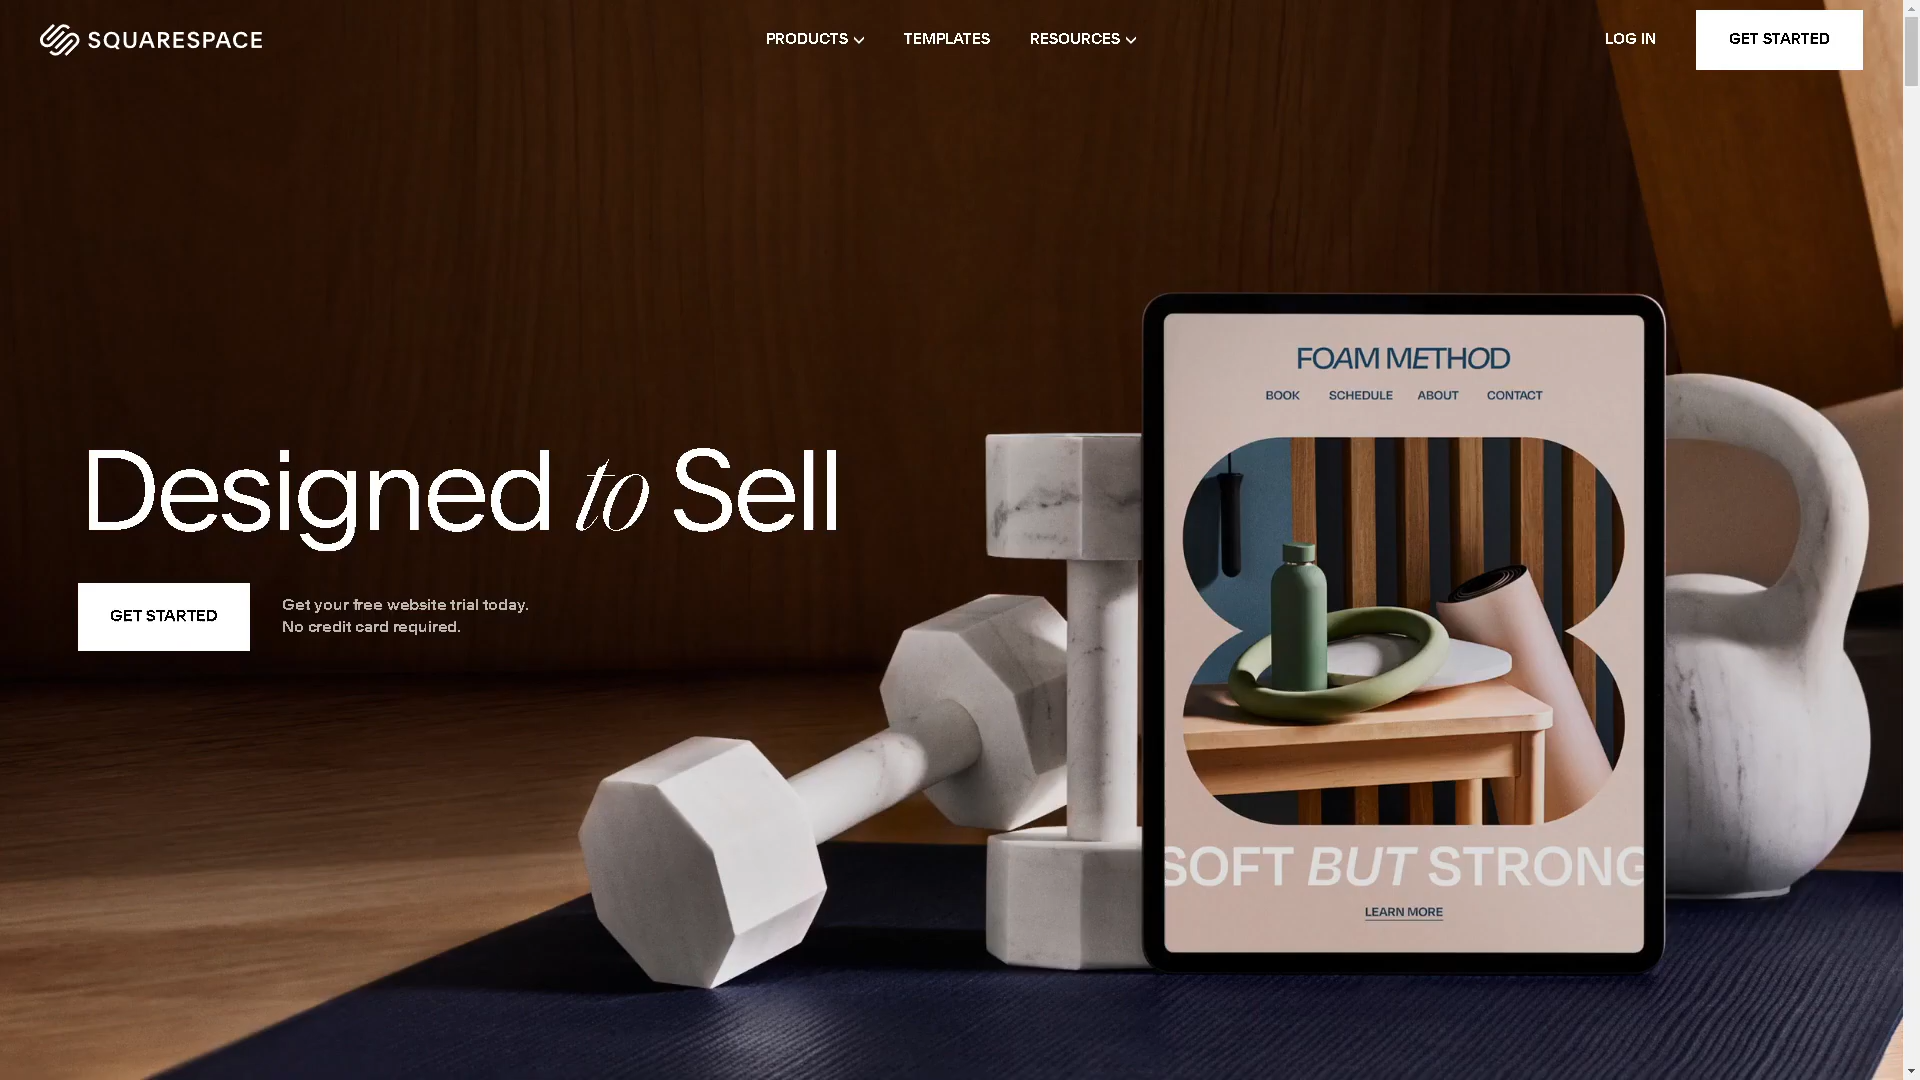 SQUARESPACE
PRODUCTS
TEMPLATES
RESOURCES
LOG IN
GET STARTED
Designed to Sell
GET STARTED
Get your free website trial today.
No credit card required.
FOAM METHOD
BOOK
SCHEDULE
ABOUT
CONTACT
SOFT BUT STRONG
LEARN MORE